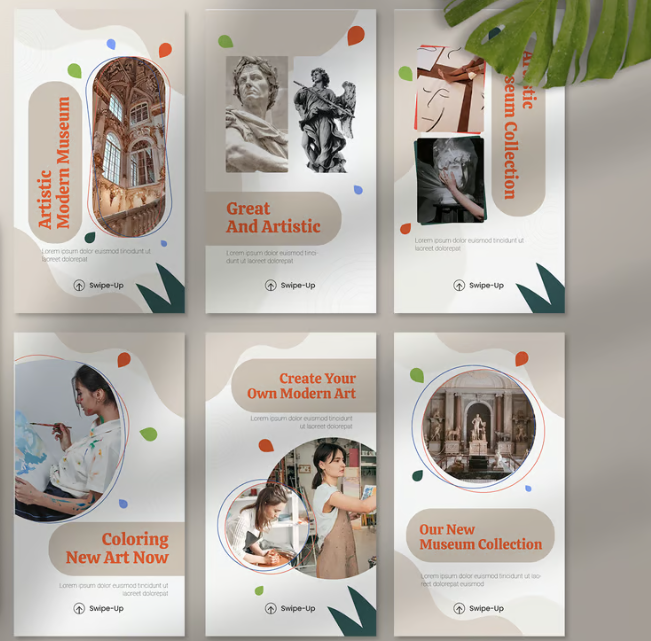 Artistic
Modern Museum
Lorem ipsum dolor euismod tincidunt ut
laoreet dolorepat
Swipe-Up
Great
And Artistic
Lorem ipsum dolor euismod tinci-
dunt ut laoreet dolorepat
Swipe-Up
Museum Collection
Lorem ipsum dolor euismod tincidunt ut
laoreet dolorepat
Swipe-Up
Coloring
New Art Now
Lorem ipsum dolor euismod tincidunt ut
laoreet dolorepat
Swipe-Up
Create Your
Own Modern Art
Lorem ipsum dolor euismod tincidunt
ut laoreet dolorepat
Swipe-Up
Our New
Museum Collection
Lorem ipsum dolor euismod tincidunt ut lao-
reet dolorepat
Swipe-Up